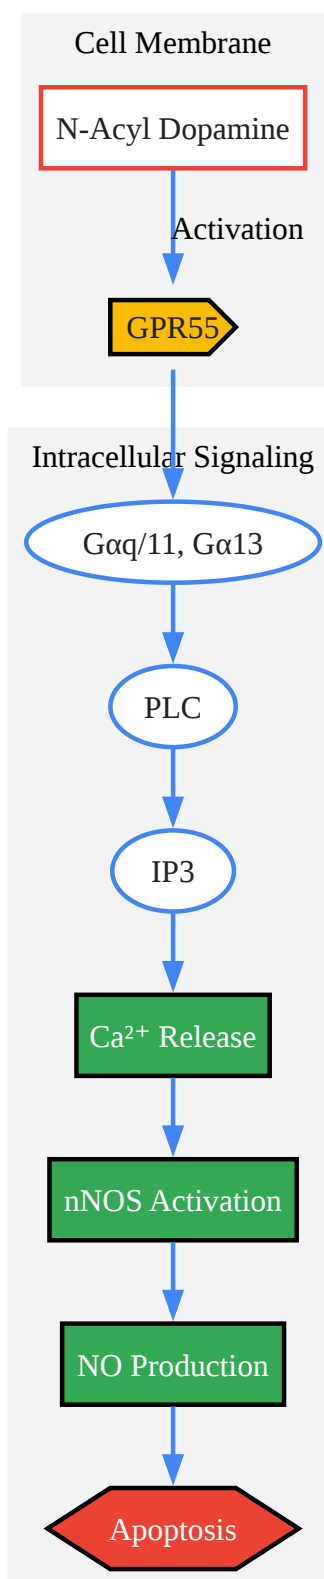 Cell Membrane
N-Acyl Dopamine
Activation
GPR55
Intracellular Signaling
Gαq/11, Gα13
PLC
IP3
Ca²⁺ Release
nNOS Activation
NO Production
Apoptosis